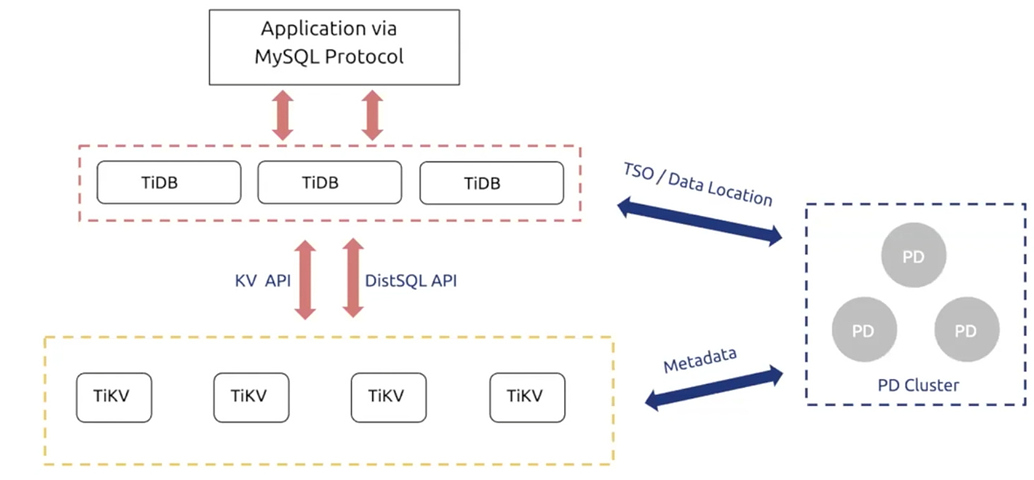 Application via
MySQL Protocol
TiDB
TiDB
TiDB
TSO / Data Location
KV API
DistSQL API
PD
PD
PD
PD Cluster
Metadata
TiKV
TiKV
TiKV
TiKV